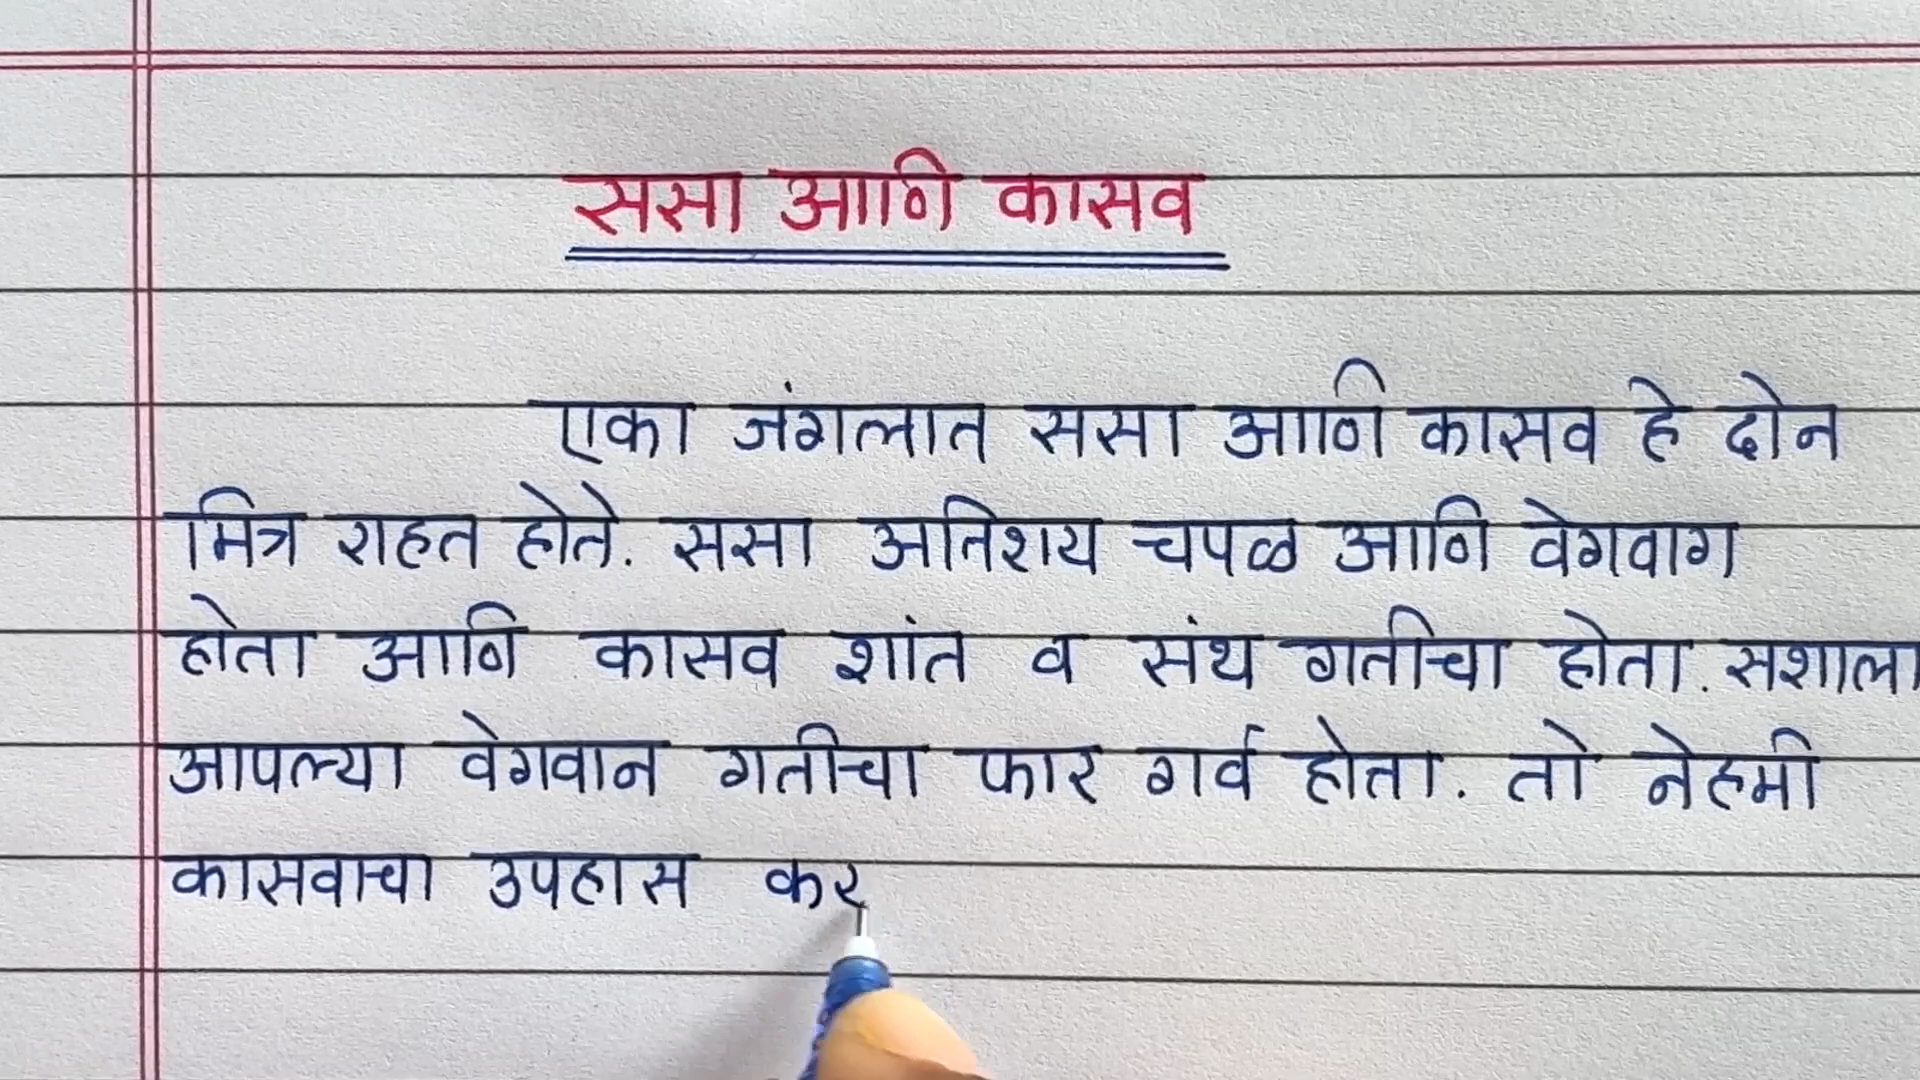 ससा आणि कासव
एका जंगलात ससा आणि कासव हे दोन
मित्र राहत होते. ससा अतिशय चपळ आणि वेगवाग
होता आणि कासव शांत व संथ गतीचा होता. सशाला
आपल्या वेगवान गतीचा फार गर्व होता. तो नेहमी
कासवाचा उपहास कर